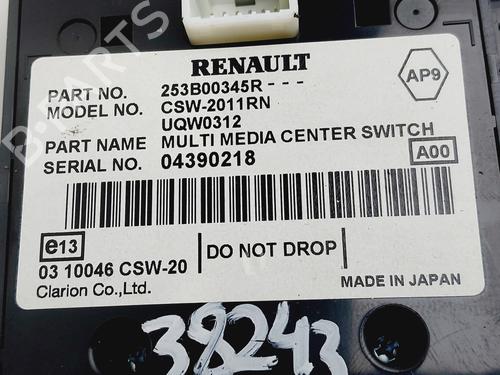 RENAULT
AP9
PART NO. 253B00345R - - -
MODEL NO. CSW-2011RN
UQW0312
PART NAME MULTI MEDIA CENTER SWITCH
SERIAL NO. 04390218
A00
e13
03 10046 CSW-20
DO NOT DROP
Clarion Co.,Ltd.
MADE IN JAPAN
38243
B-PARTS